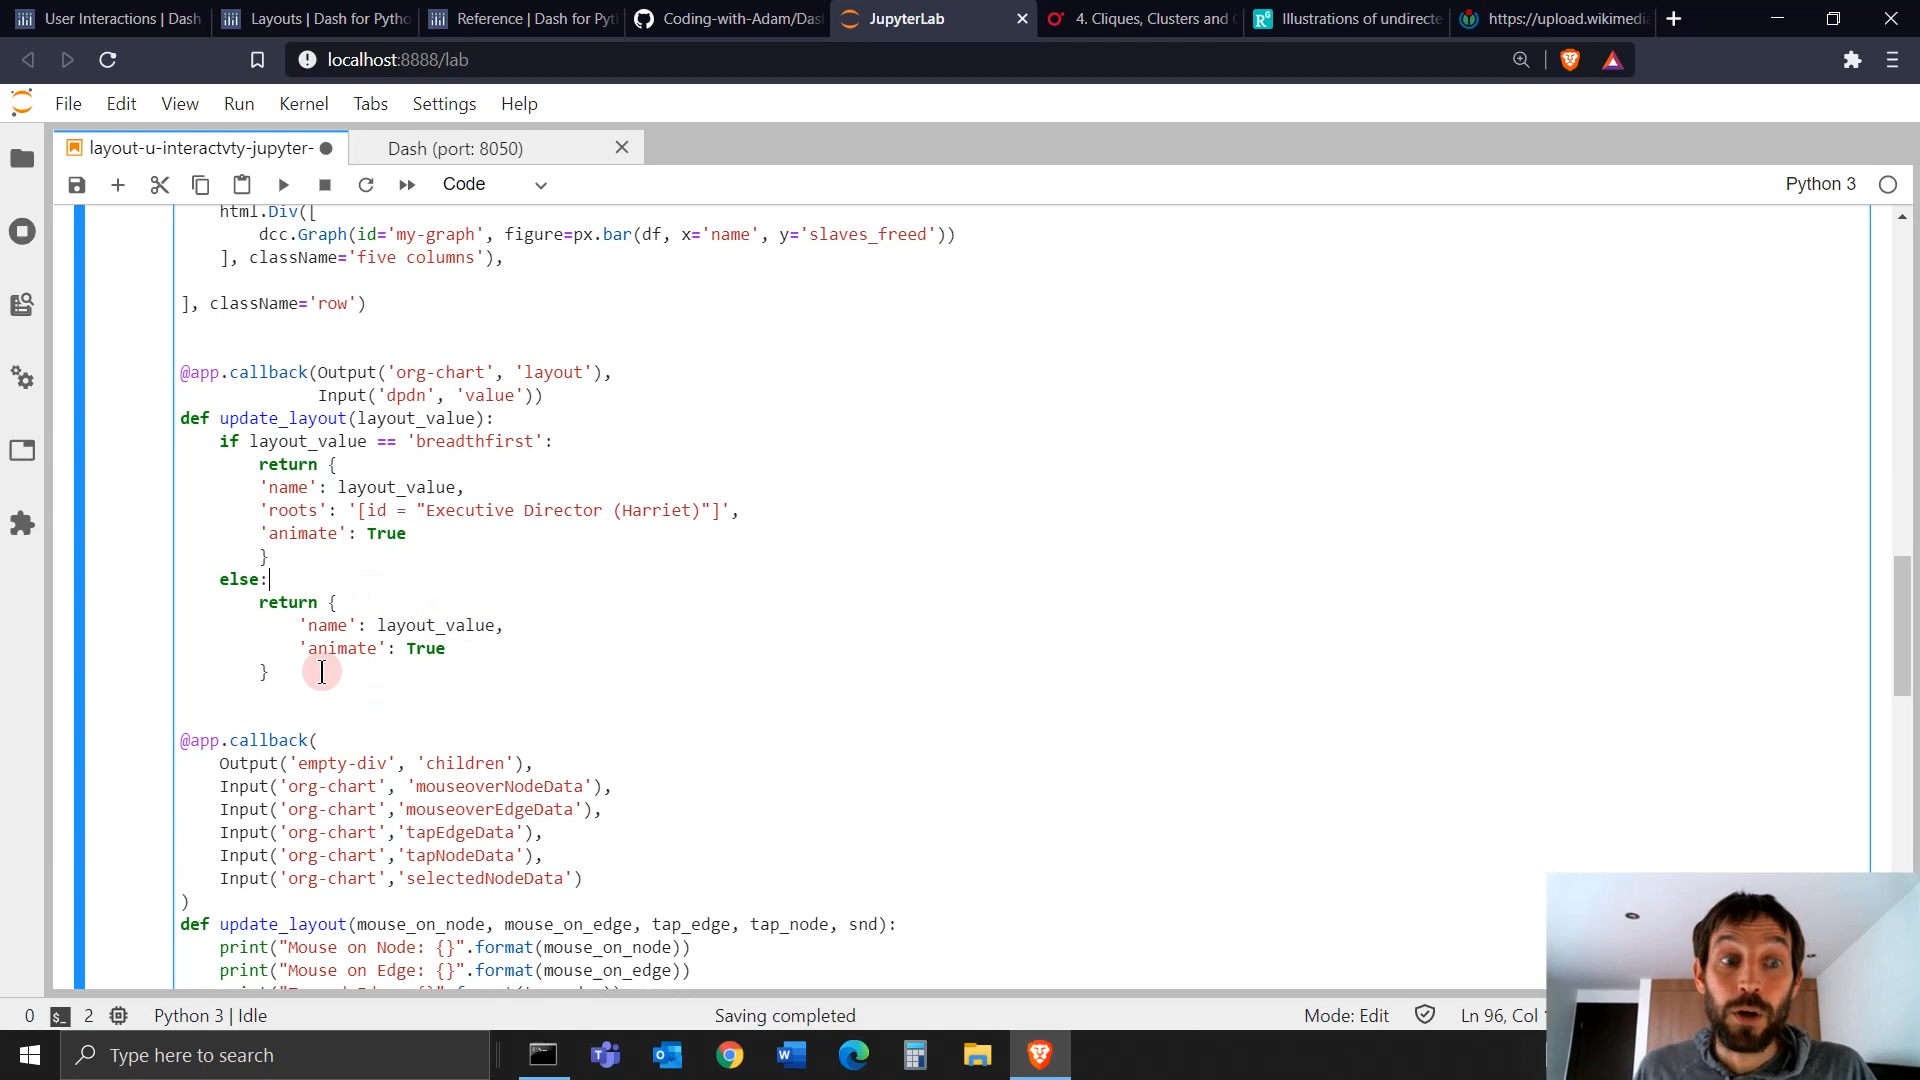 User Interactions | Dash
Layouts | Dash for Pytho
Reference | Dash for Pyt
Coding-with-Adam/Das
JupyterLab
4. Cliques, Clusters and C
Illustrations of undirecte
https://upload.wikimedi
localhost:8888/lab
File Edit View Run Kernel Tabs Settings Help
layout-u-interactvty-jupyter-
Dash (port: 8050)
Code
Python 3
html.Div([
dcc.Graph(id='my-graph', figure=px.bar(df, x='name', y='slaves_freed'))
], className='five columns'),
], className='row')
@app.callback(Output('org-chart', 'layout'),
Input('dpdn', 'value'))
def update_layout(layout_value):
if layout_value == 'breadthfirst':
return {
'name': layout_value,
'roots': '[id = "Executive Director (Harriet)"]',
'animate': True
}
else:
return {
'name': layout_value,
'animate': True
}
@app.callback(
Output('empty-div', 'children'),
Input('org-chart', 'mouseoverNodeData'),
Input('org-chart','mouseoverEdgeData'),
Input('org-chart','tapEdgeData'),
Input('org-chart','tapNodeData'),
Input('org-chart','selectedNodeData')
)
def update_layout(mouse_on_node, mouse_on_edge, tap_edge, tap_node, snd):
print("Mouse on Node: {}".format(mouse_on_node))
print("Mouse on Edge: {}".format(mouse_on_edge))
0 2 Python 3 | Idle
Saving completed
Mode: Edit
Ln 96, Col
Type here to search